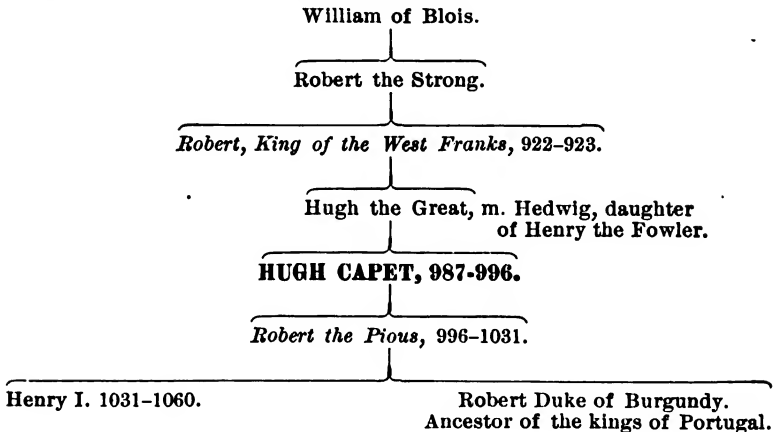 William of Blois.
Robert the Strong.
Robert, King of the West Franks, 922–923.
Hugh the Great, m. Hedwig, daughter
of Henry the Fowler.
HUGH CAPET, 987-996.
Robert the Pious, 996–1031.
Henry I. 1031–1060.
Robert Duke of Burgundy.
Ancestor of the kings of Portugal.